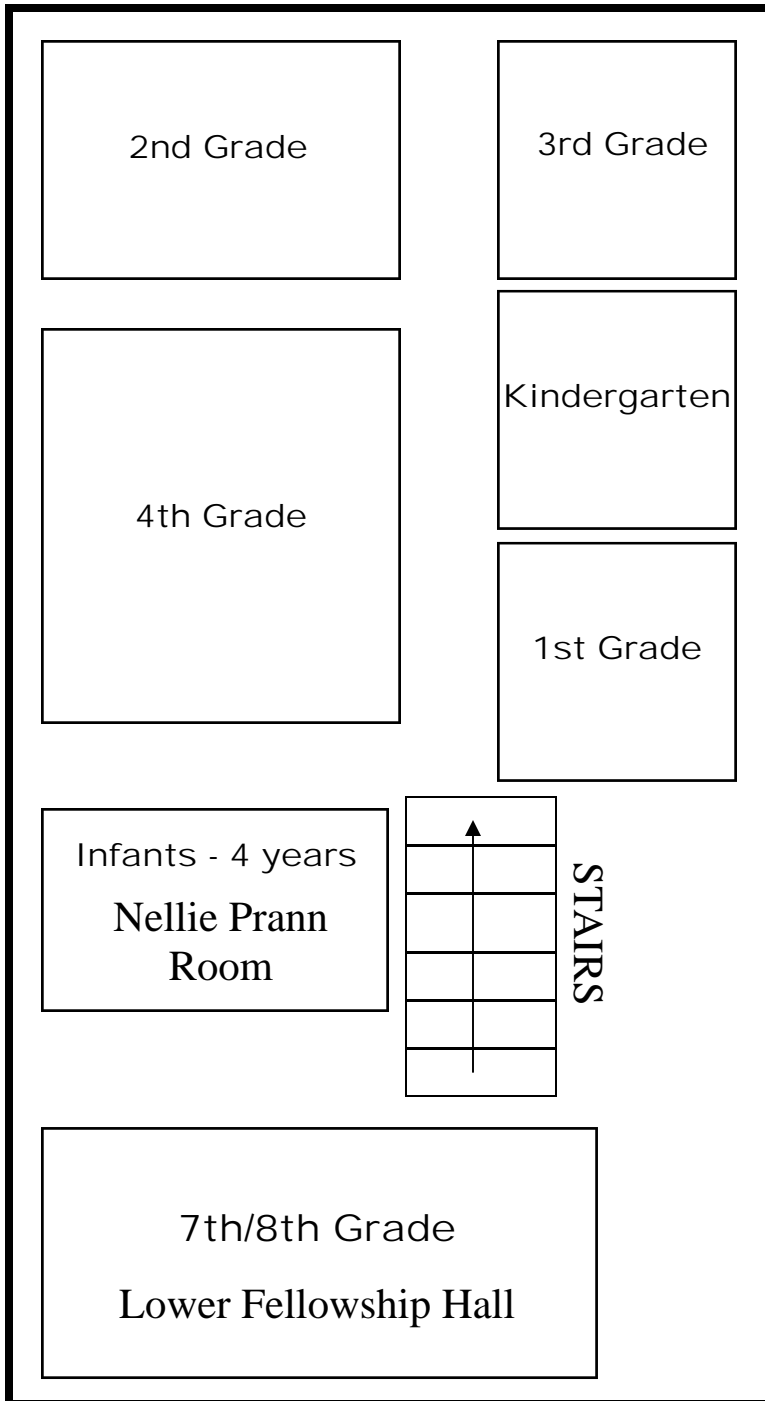 2nd Grade
3rd Grade
Kindergarten
4th Grade
1st Grade
Infants - 4 years
Nellie Prann
Room
STAIRS
7th/8th Grade
Lower Fellowship Hall